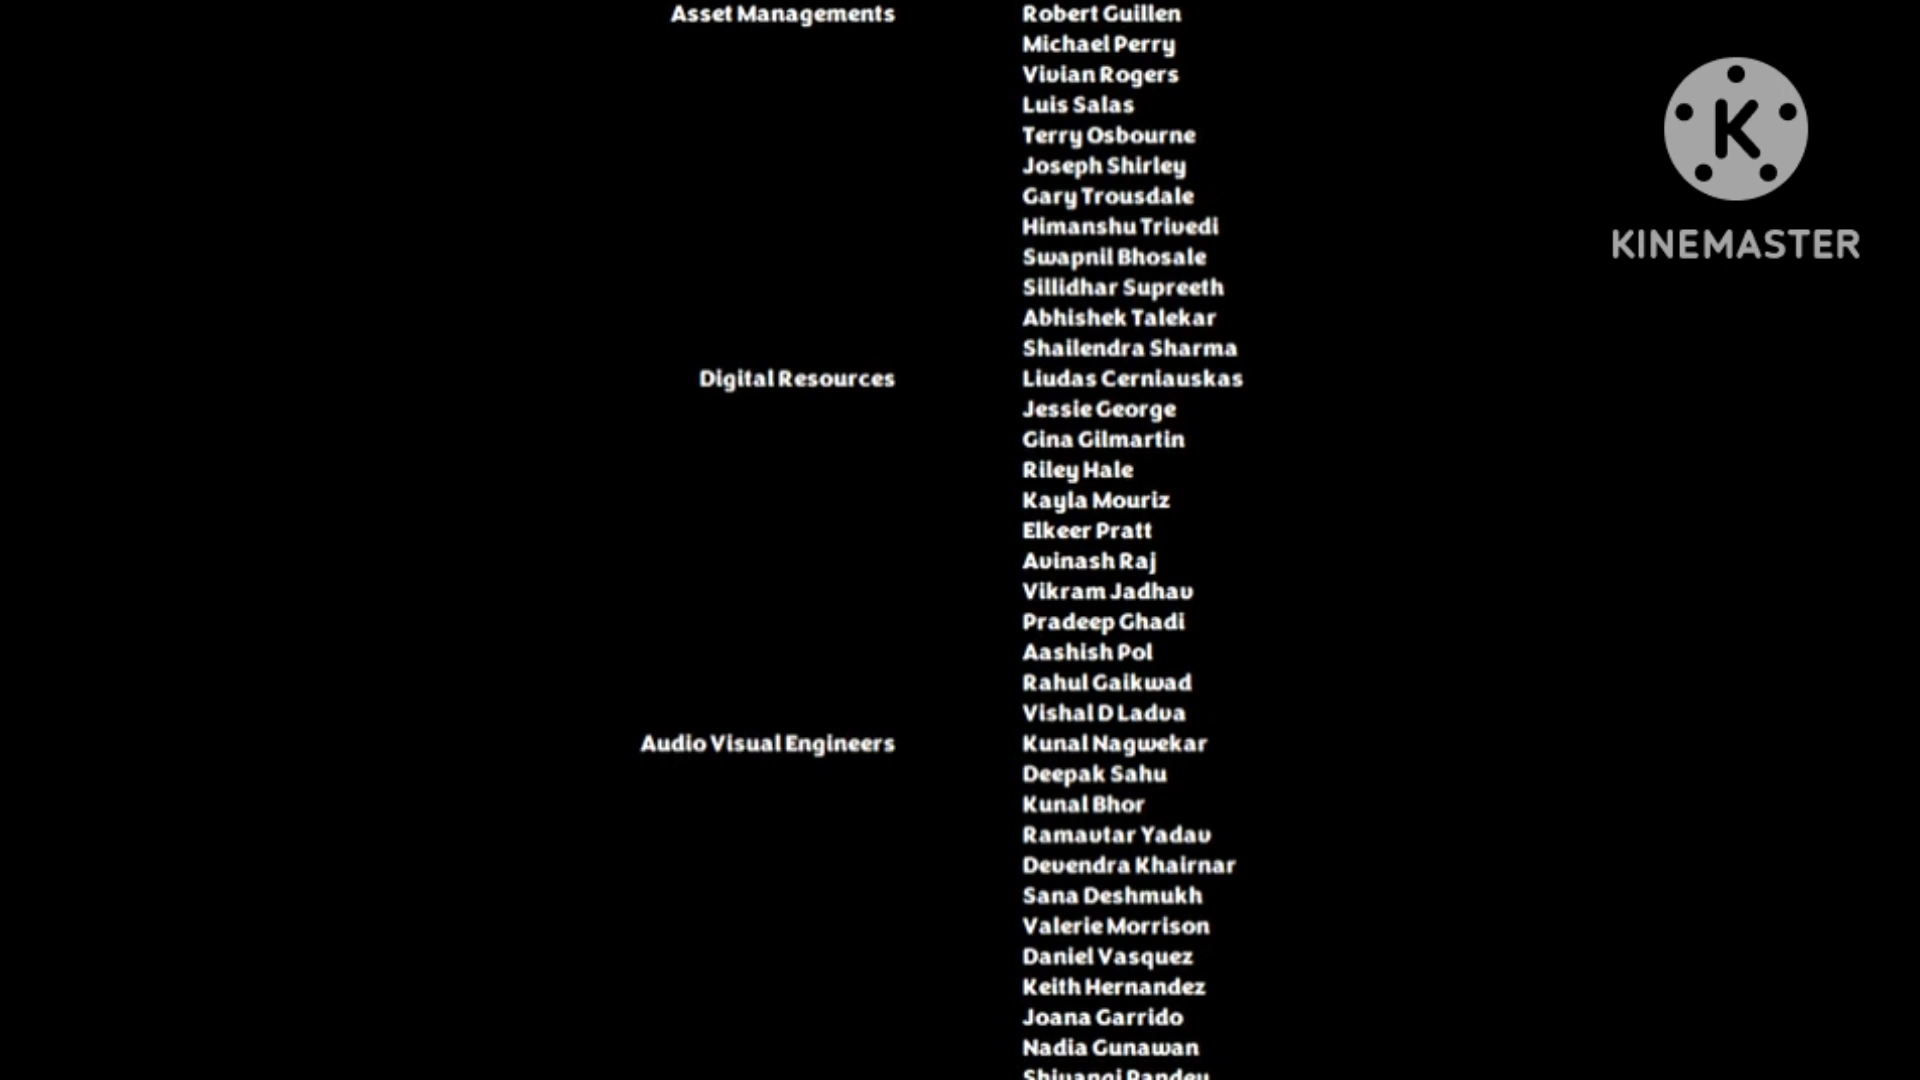 Asset Managements Robert Guillen
Michael Perry
Vivian Rogers
Luis Salas
Terry Osbourne
Joseph Shirley
Gary Trousdale
Himanshu Trivedi
Swapnil Bhosale
Sillidhar Supreeth
Abhishek Talekar
Shailendra Sharma
Digital Resources Liudas Cerniauskas
Jessie George
Gina Gilmartin
Riley Hale
Kayla Mouriz
Elkeer Pratt
Avinash Raj
Vikram Jadhav
Pradeep Ghadi
Aashish Pol
Rahul Gaikwad
Vishal D Ladva
Audio Visual Engineers Kunal Nagwekar
Deepak Sahu
Kunal Bhor
Ramavtar Yadav
Devendra Khairnar
Sana Deshmukh
Valerie Morrison
Daniel Vasquez
Keith Hernandez
Joana Garrido
Nadia Gunawan
Shivangi Pandey
K
KINEMASTER